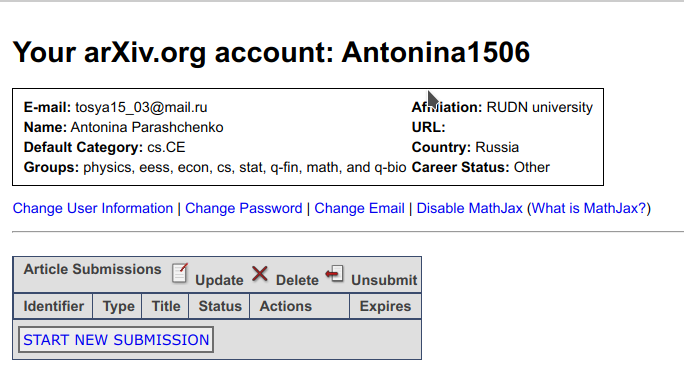 Your arXiv.org account: Antonina1506
E-mail: tosya15_03@mail.ru Affiliation: RUDN university
Name: Antonina Parashchenko URL:
Default Category: cs.CE Country: Russia
Groups: physics, eess, econ, cs, stat, q-fin, math, and q-bio Career Status: Other
Change User Information | Change Password | Change Email | Disable MathJax (What is MathJax?)
Article Submissions Update Delete Unsubmit
Identifier Type Title Status Actions Expires
START NEW SUBMISSION